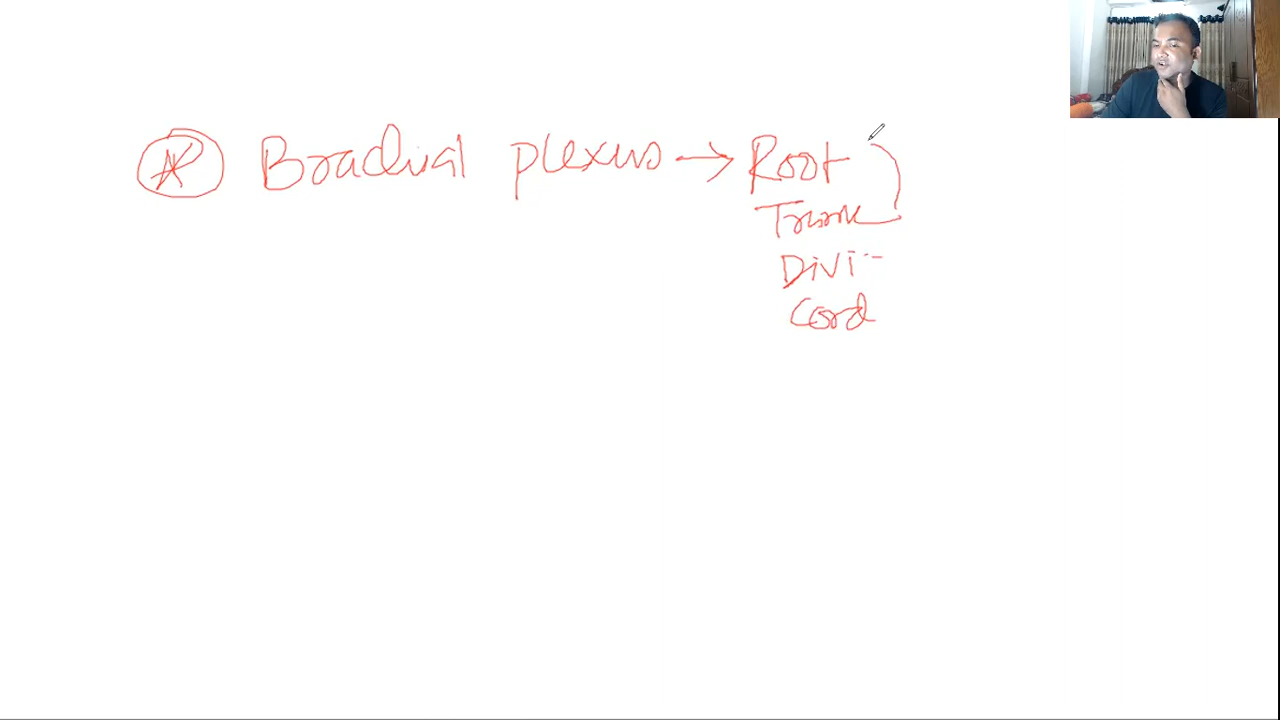 Brachial plexus → Root
Trunk
Divi--
Cord